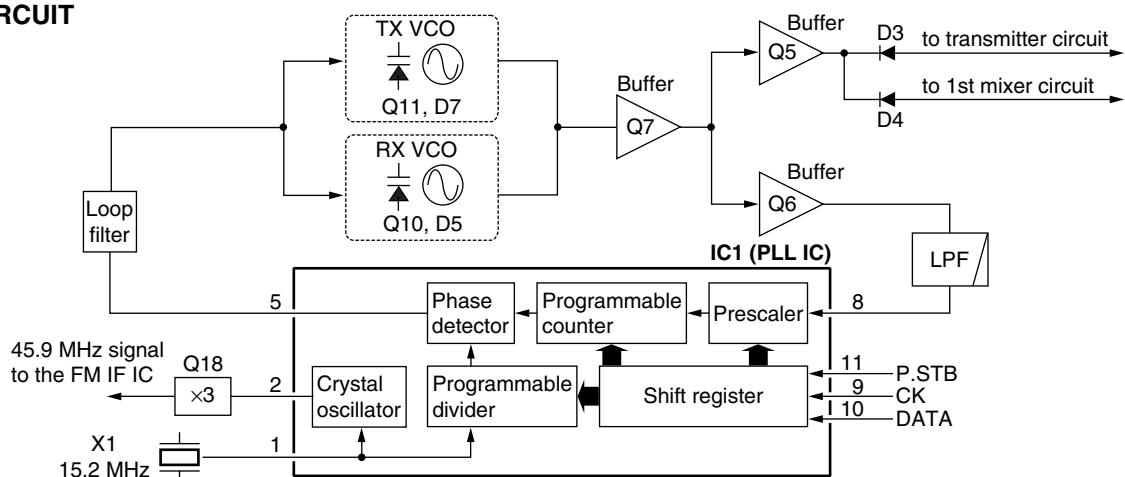 RCUIT
TX VCO
Q11, D7
RX VCO
Q10, D5
Loop
filter
Buffer
Q7
Buffer
Q5
D3
to transmitter circuit
to 1st mixer circuit
D4
Buffer
Q6
LPF
IC1 (PLL IC)
5
Phase
detector
Programmable
counter
Prescaler
8
45.9 MHz signal
to the FM IF IC
Q18
×3
2
Crystal
oscillator
Programmable
divider
Shift register
11
P.STB
9
CK
10
DATA
X1
15.2 MHz
1